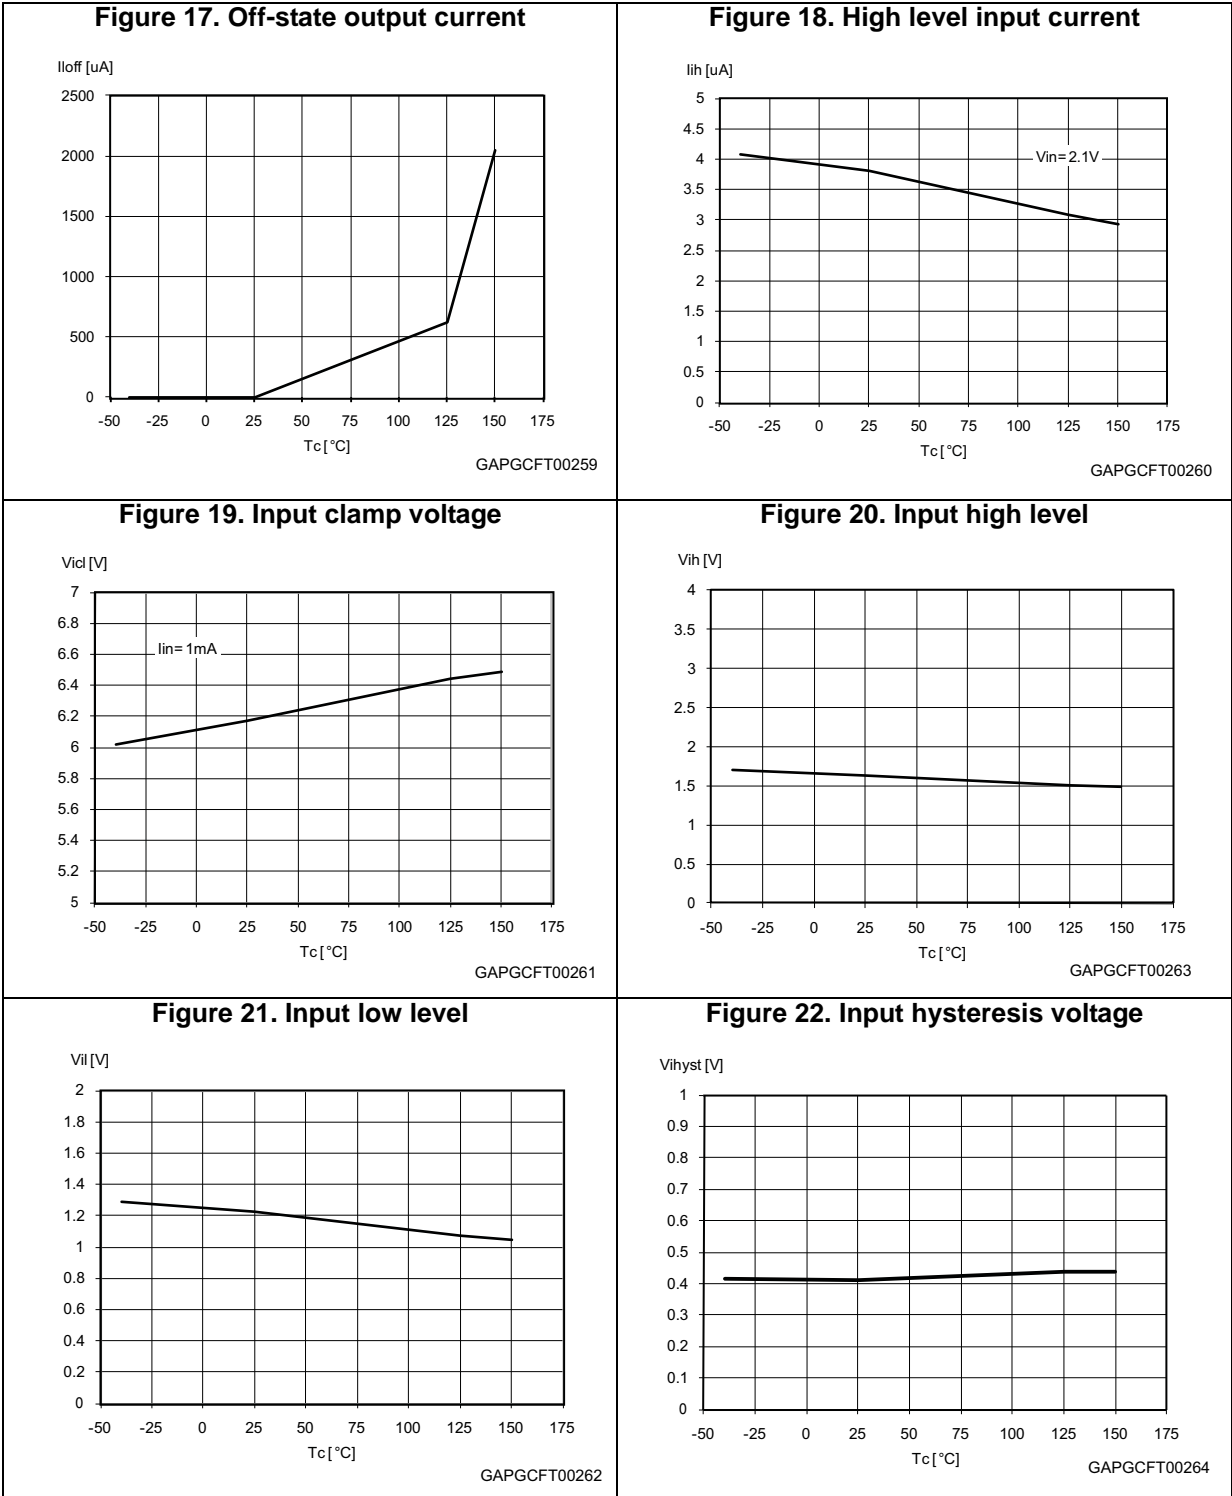 Figure 17. Off-state output current
Iloff [uA]
2500
2000
1500
1000
500
0
-50 -25 0 25 50 75 100 125 150 175
Tc [°C]
GAPGCFT00259
Figure 18. High level input current
Iih [uA]
5
4.5
4
3.5
3
2.5
2
1.5
1
0.5
0
Vin= 2.1V
-50 -25 0 25 50 75 100 125 150 175
Tc [°C]
GAPGCFT00260
Figure 19. Input clamp voltage
Vicl [V]
7
6.8
6.6
6.4
6.2
6
5.8
5.6
5.4
5.2
5
Iin= 1mA
-50 -25 0 25 50 75 100 125 150 175
Tc [°C]
GAPGCFT00261
Figure 20. Input high level
Vih [V]
4
3.5
3
2.5
2
1.5
1
0.5
0
-50 -25 0 25 50 75 100 125 150 175
Tc [°C]
GAPGCFT00263
Figure 21. Input low level
Vil [V]
2
1.8
1.6
1.4
1.2
1
0.8
0.6
0.4
0.2
0
-50 -25 0 25 50 75 100 125 150 175
Tc [°C]
GAPGCFT00262
Figure 22. Input hysteresis voltage
Vihyst [V]
1
0.9
0.8
0.7
0.6
0.5
0.4
0.3
0.2
0.1
0
-50 -25 0 25 50 75 100 125 150 175
Tc [°C]
GAPGCFT00264